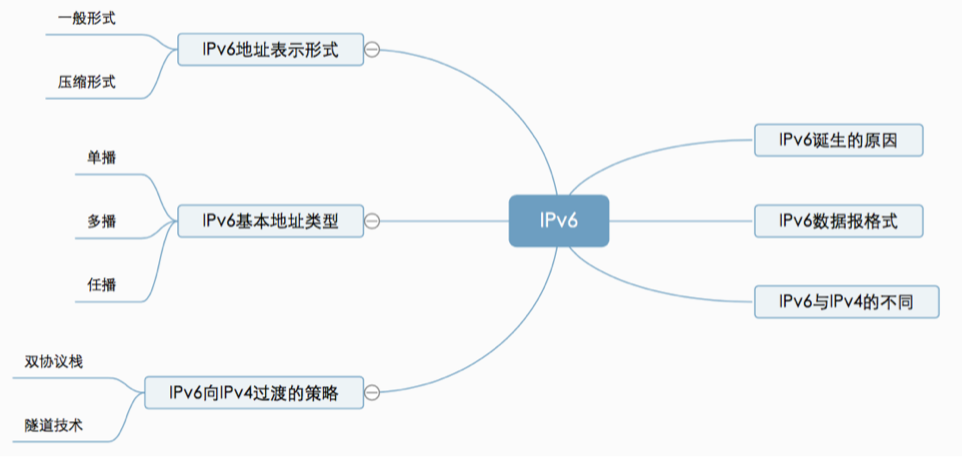 一般形式
IPv6地址表示形式
压缩形式
IPv6诞生的原因
单播
多播
IPv6基本地址类型
IPv6
IPv6数据报格式
任播
IPv6与IPv4的不同
双协议栈
IPv6向IPv4过渡的策略
隧道技术